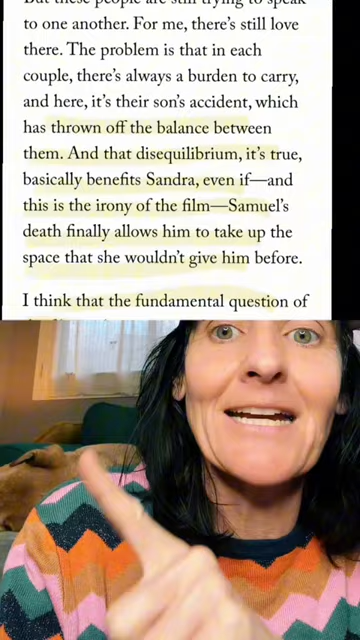 But these people are still trying to speak
to one another. For me, there's still love
there. The problem is that in each
couple, there's always a burden to carry,
and here, it's their son's accident, which
has thrown off the balance between
them. And that disequilibrium, it's true,
basically benefits Sandra, even if—and
this is the irony of the film—Samuel's
death finally allows him to take up the
space that she wouldn't give him before.
I think that the fundamental question of